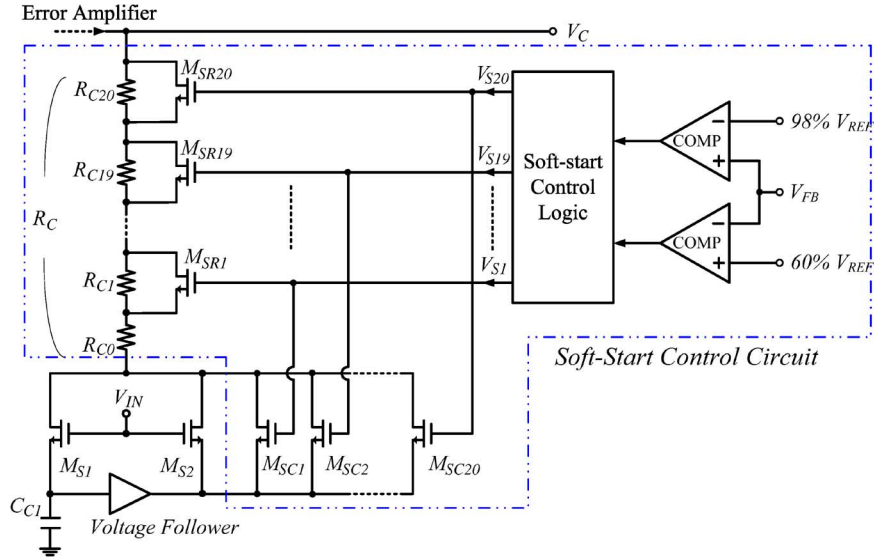 Error Amplifier
V_C
M_SR20
V_S20
R_C20
98% V_REF
COMP
M_SR19
V_S19
R_C19
Soft-start
Control
Logic
V_FB
R_C
COMP
M_SR1
V_S1
60% V_REF
R_C1
R_C0
Soft-Start Control Circuit
V_IN
M_S1
M_S2
M_SC1
M_SC2
M_SC20
C_C1
Voltage Follower